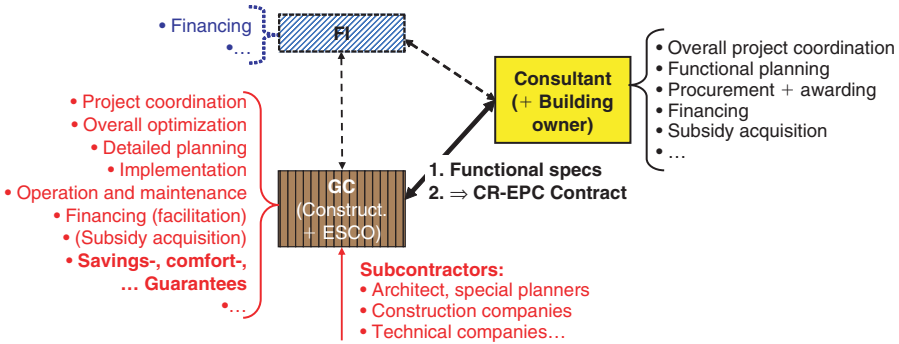 • Financing
•...
FI
Consultant
(+ Building
owner)
• Overall project coordination
• Functional planning
• Procurement + awarding
• Financing
• Subsidy acquisition
• ...
• Project coordination
• Overall optimization
• Detailed planning
• Implementation
• Operation and maintenance
• Financing (facilitation)
• (Subsidy acquisition)
• Savings-, comfort-,
... Guarantees
•...
GC
(Construct.
+ ESCO)
1. Functional specs
2. ⇒ CR-EPC Contract
Subcontractors:
• Architect, special planners
• Construction companies
• Technical companies...